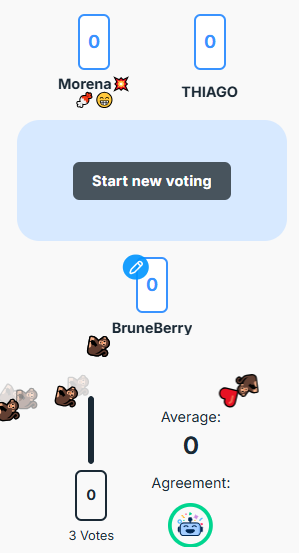 0 0
Morena💥
🏓😁 THIAGO
Start new voting
0
BruneBerry
Average:
0
Agreement:
0
3 Votes